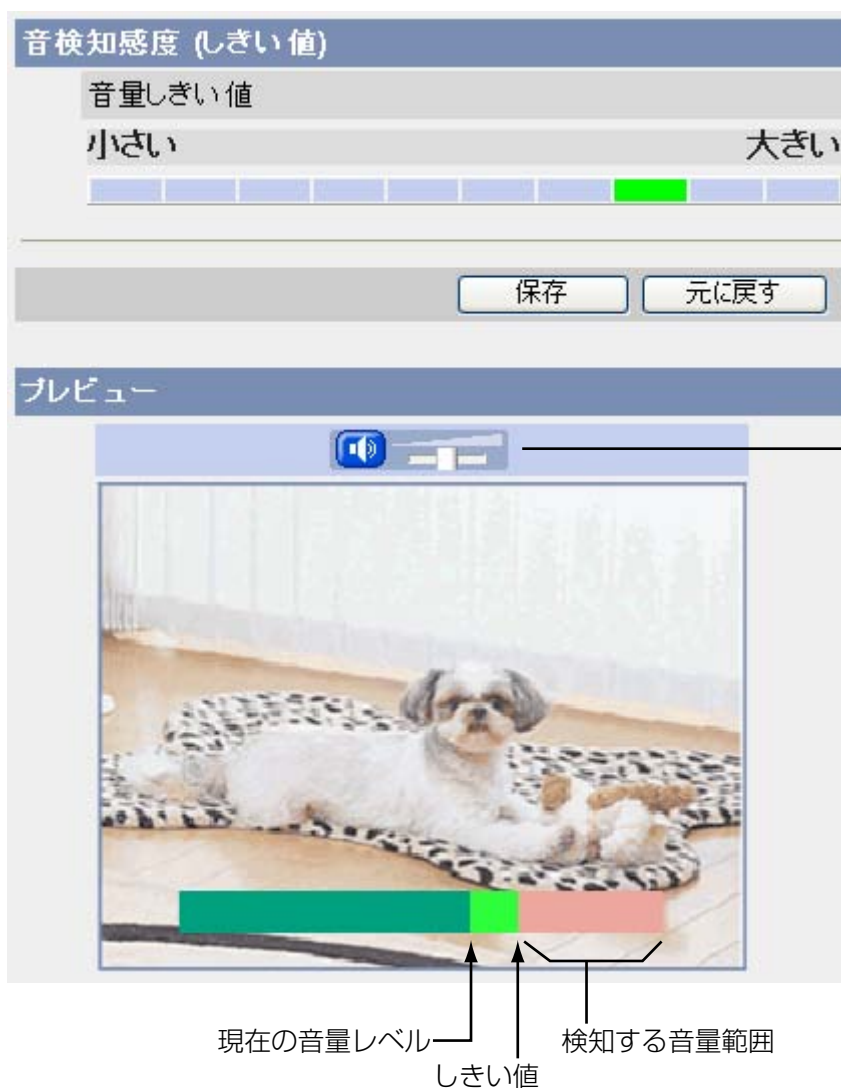 音検知感度 (しきい値)
音量しきい値
小さい 大きい
保存 元に戻す
プレビュー
現在の音量レベル
検知する音量範囲
しきい値